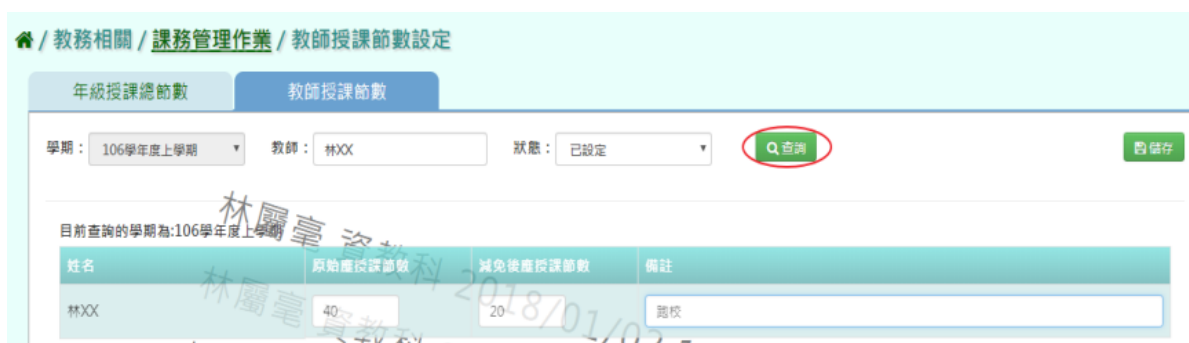 / 教務相關 / 課務管理作業 / 教師授課節數設定
年級授課總節數 教師授課節數
學期： 106學年度上學期 教師： 林XX 狀態： 已設定 查詢 儲存
目前查詢的學期為:106學年度上學期
姓名 原始應授課節數 減免後應授課節數 備註
林XX 40 20 跑校
林屬毫 資教科
林屬毫 資教科 2018/01/02